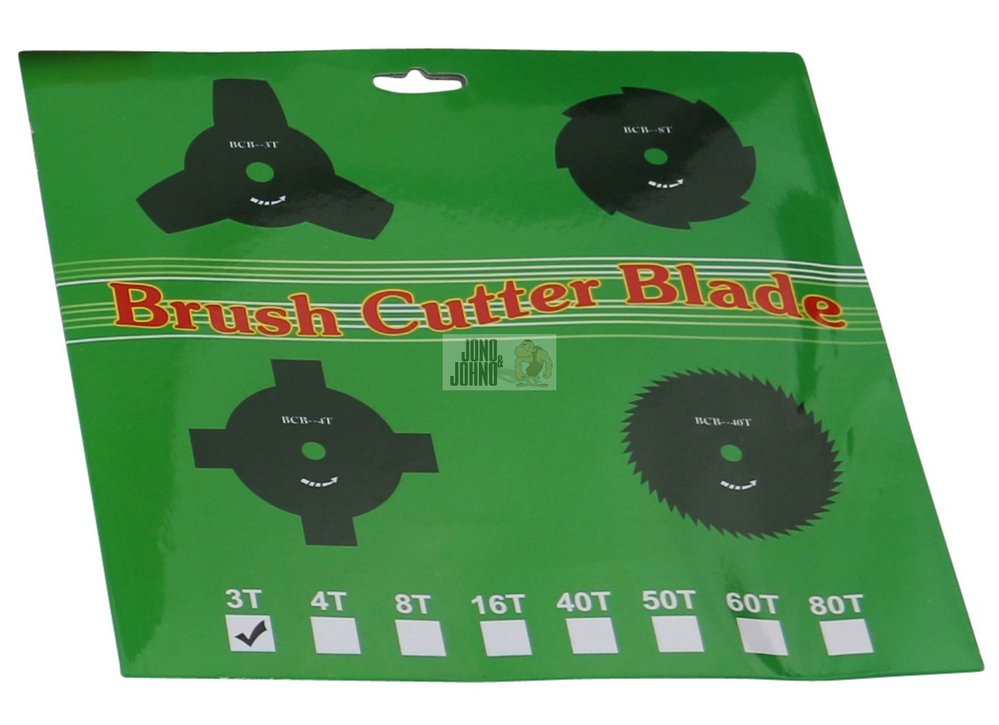 BCB--3T
BCB--8T
Brush Cutter Blade
JONO
&
JOHNO
BCB--4T
BCB--40T
3T 4T 8T 16T 40T 50T 60T 80T